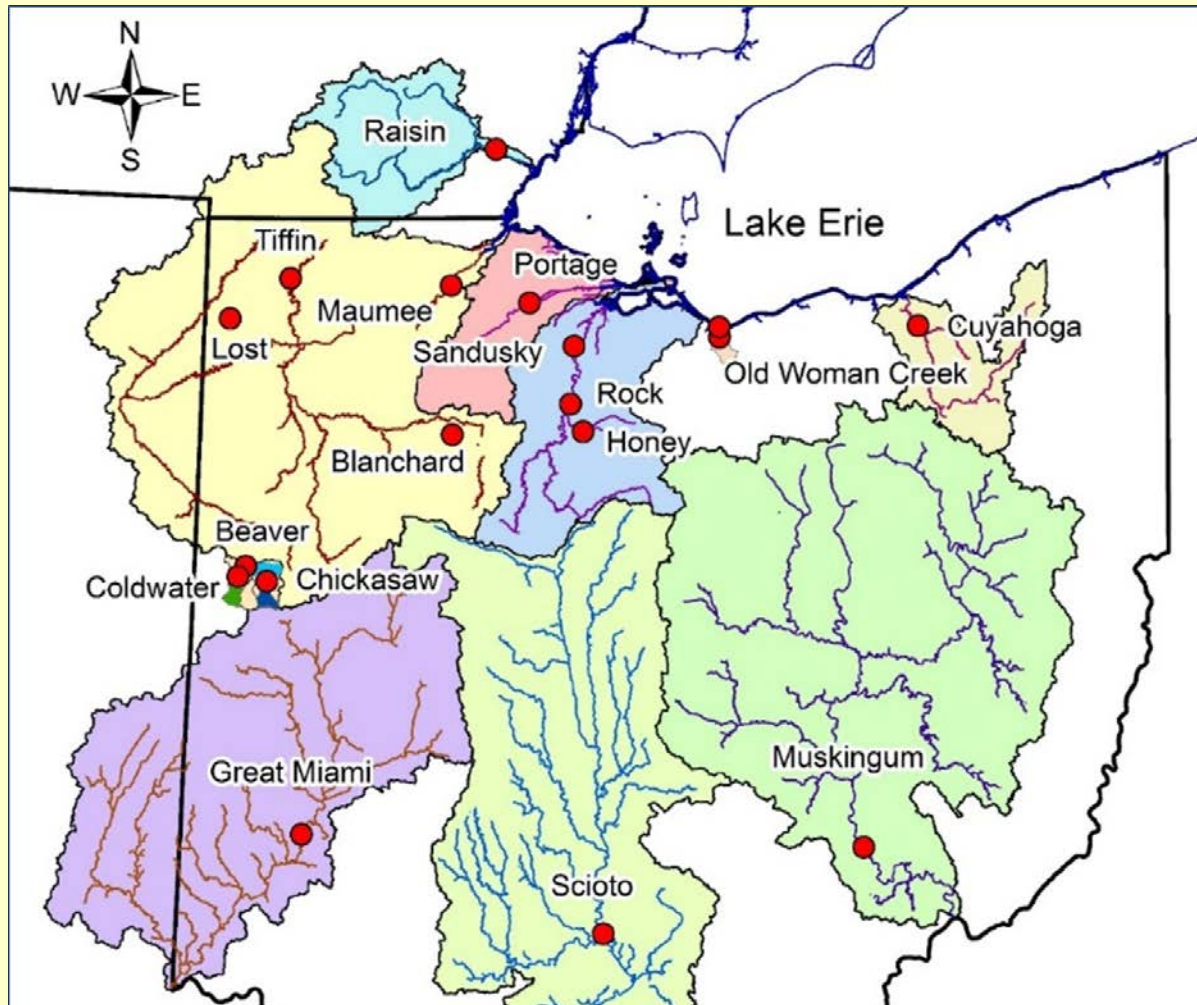 N
W E
S
Raisin
Lake Erie
Tiffin
Portage
Maumee
Lost
Sandusky
Cuyahoga
Old Woman Creek
Rock
Honey
Blanchard
Beaver
Coldwater
Chickasaw
Great Miami
Muskingum
Scioto